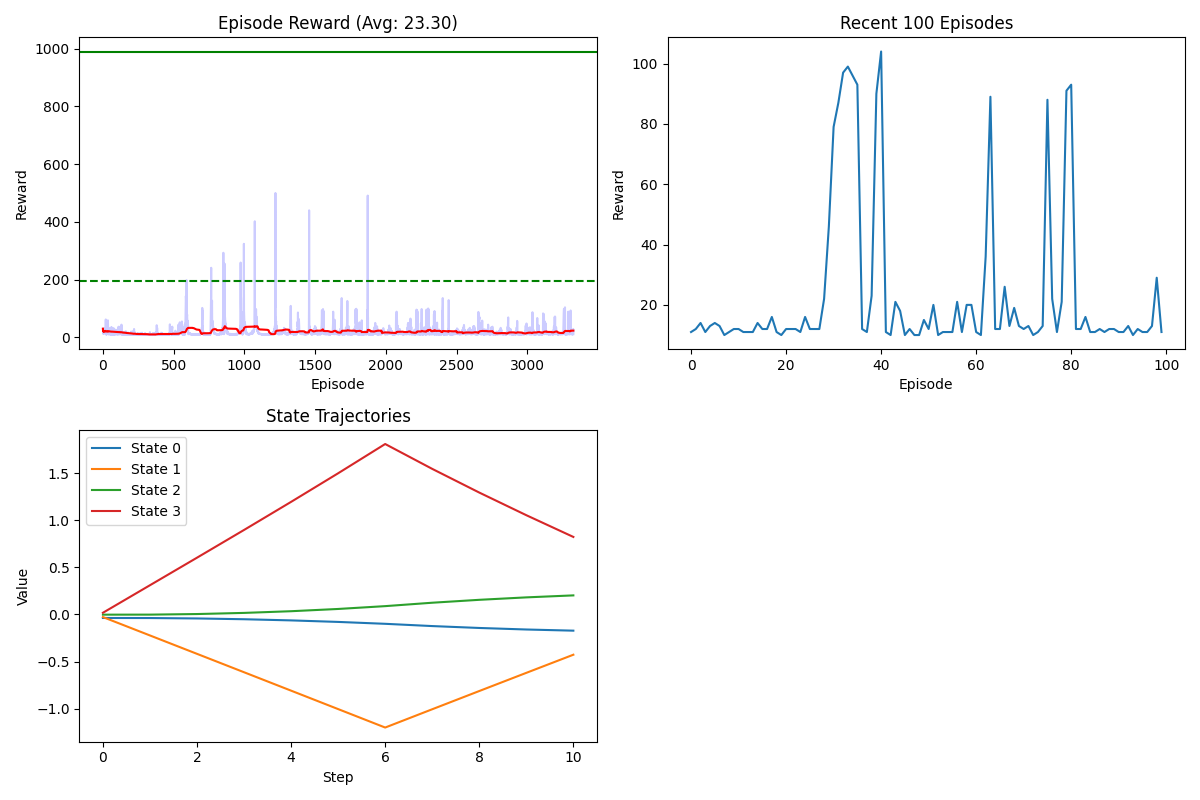 Episode Reward (Avg: 23.30)
1000
800
600
400
200
0
Reward
0 500 1000 1500 2000 2500 3000
Episode
Recent 100 Episodes
100
80
60
40
20
Reward
0 20 40 60 80 100
Episode
State Trajectories
State 0
State 1
State 2
State 3
1.5
1.0
0.5
0.0
−0.5
−1.0
Value
0 2 4 6 8 10
Step